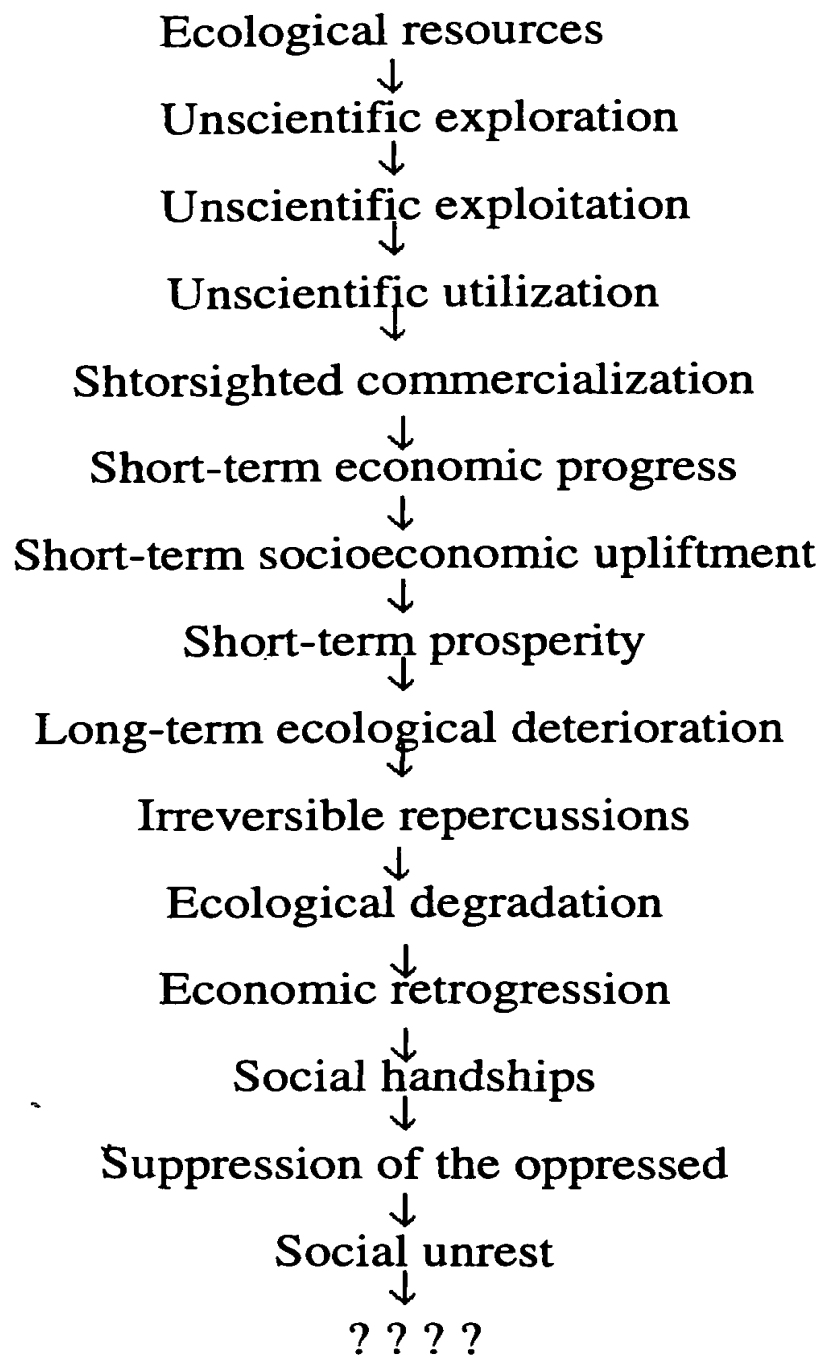 Ecological resources
↓
Unscientific exploration
↓
Unscientific exploitation
↓
Unscientific utilization
↓
Shtorsighted commercialization
↓
Short-term economic progress
↓
Short-term socioeconomic upliftment
↓
Short-term prosperity
↓
Long-term ecological deterioration
↓
Irreversible repercussions
↓
Ecological degradation
↓
Economic retrogression
↓
Social handships
↓
Suppression of the oppressed
↓
Social unrest
↓
? ? ? ?